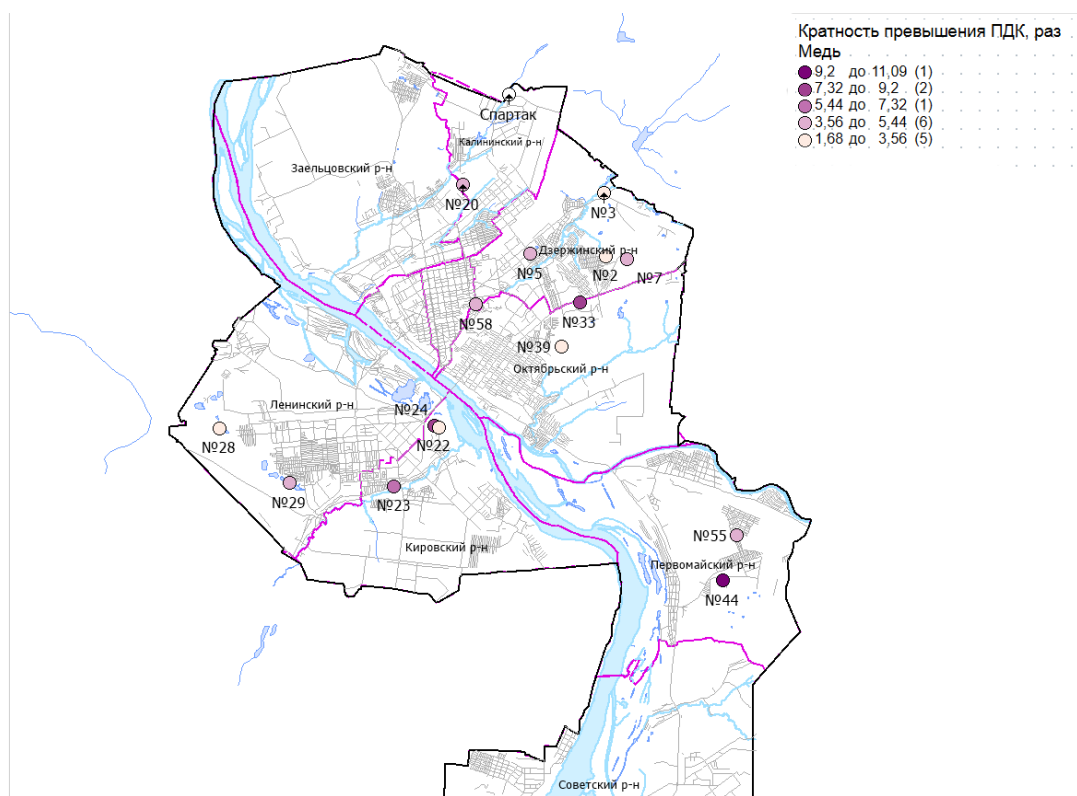 Кратность превышения ПДК, раз
Медь
9,2 до 11,09 (1)
7,32 до 9,2 (2)
5,44 до 7,32 (1)
3,56 до 5,44 (6)
1,68 до 3,56 (5)
Спартак
Калининский р-н
Заельцовский р-н
№20
№3
Дзержинский р-н
№5
№2
№7
№58
№33
№39
Октябрьский р-н
Ленинский р-н
№24
№22
№28
№29
№23
№55
Кировский р-н
Первомайский р-н
№44
Советский р-н